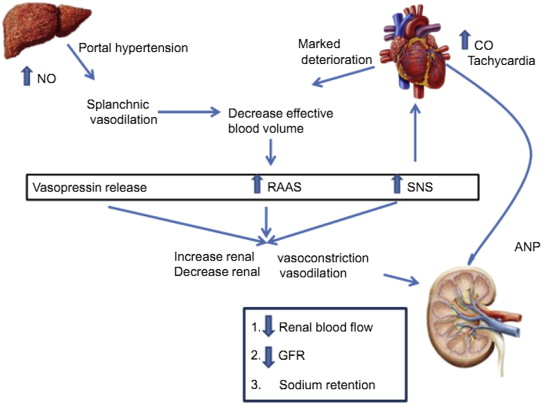 Portal hypertension
NO
Splanchnic
vasodilation
Decrease effective
blood volume
Marked
deterioration
CO
Tachycardia
Vasopressin release
RAAS
SNS
Increase renal vasoconstriction
Decrease renal vasodilation
ANP
1. Renal blood flow
2. GFR
3. Sodium retention